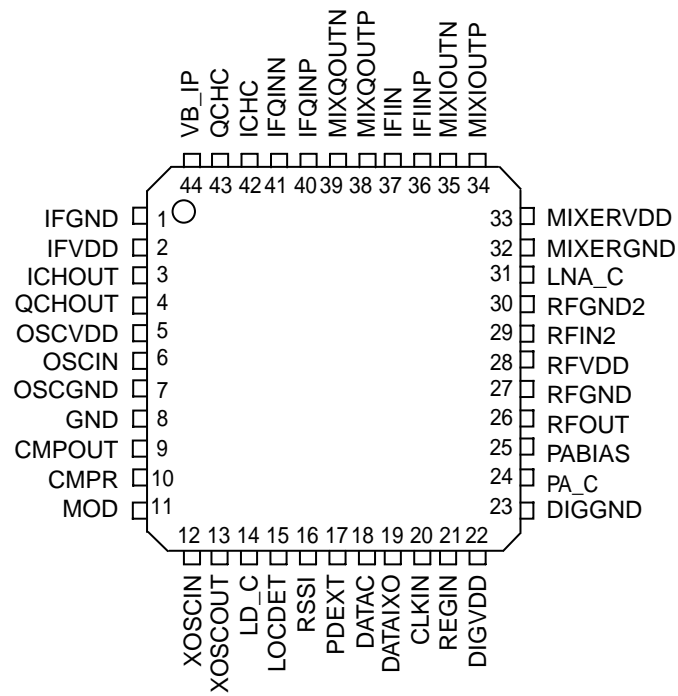 VB_IP
QCHC
ICHC
IFQINN
IFQINP
MIXQOUTN
MIXQOUTP
IFIIN
IFIINP
MIXIOUTN
MIXIOUTP
44 43 42 41 40 39 38 37 36 35 34
IFGND 1
IFVDD 2
ICHOUT 3
QCHOUT 4
OSCVDD 5
OSCIN 6
OSCGND 7
GND 8
CMPOUT 9
CMPR 10
MOD 11
33 MIXERVDD
32 MIXERGND
31 LNA_C
30 RFGND2
29 RFIN2
28 RFVDD
27 RFGND
26 RFOUT
25 PABIAS
24 PA_C
23 DIGGND
12 13 14 15 16 17 18 19 20 21 22
XOSCIN
XOSCOUT
LD_C
LOCDET
RSSI
PDEXT
DATAC
DATAIXO
CLKIN
REGIN
DIGVDD